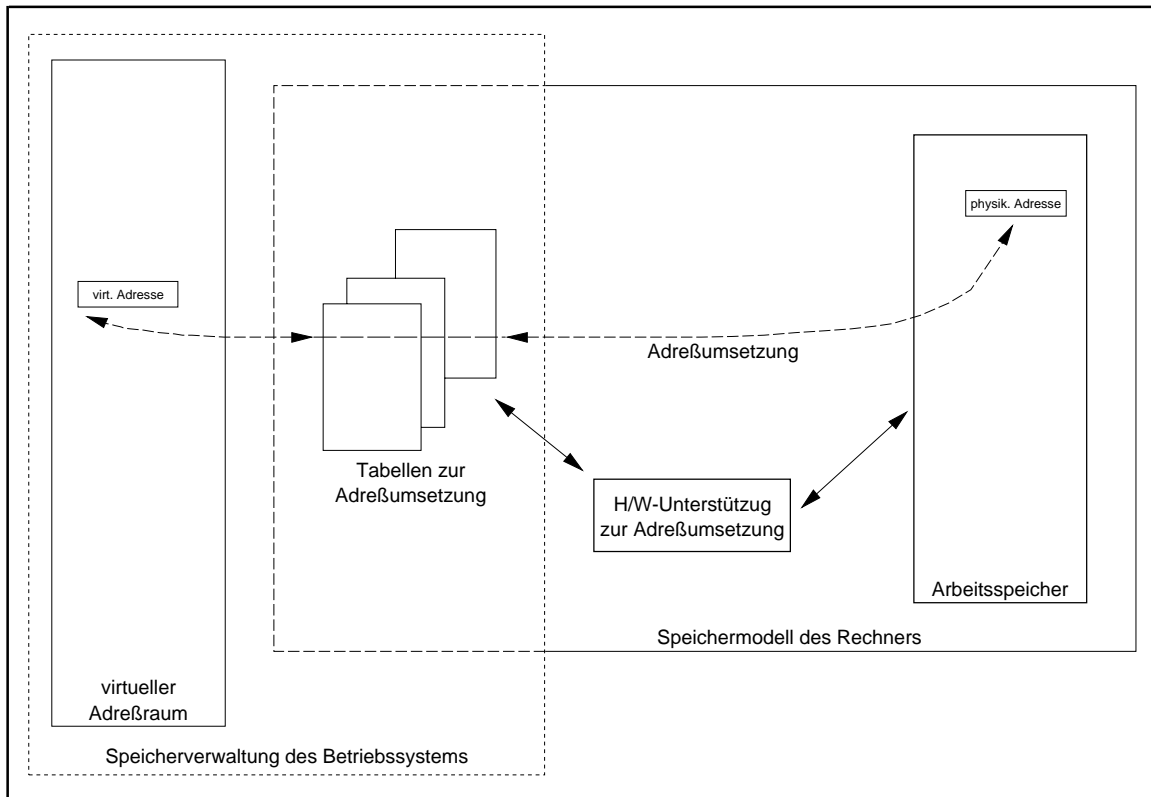 physik. Adresse
virt. Adresse
Adreßumsetzung
Tabellen zur
Adreßumsetzung
H/W-Unterstützug
zur Adreßumsetzung
Arbeitsspeicher
Speichermodell des Rechners
virtueller
Adreßraum
Speicherverwaltung des Betriebssystems